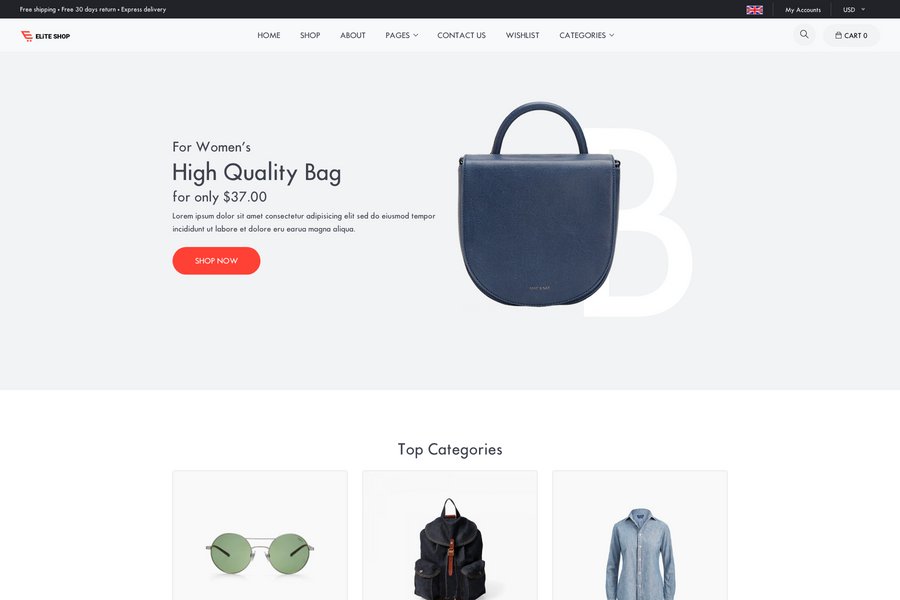 Free shipping • Free 30 days return • Express delivery
My Accounts
USD
ELITE SHOP
HOME
SHOP
ABOUT
PAGES
CONTACT US
WISHLIST
CATEGORIES
CART 0
For Women's
High Quality Bag
for only $37.00
Lorem ipsum dolor sit amet consectetur adipisicing elit sed do eiusmod tempor
incididunt ut labore et dolore eru earua magna aliqua.
SHOP NOW
B
Top Categories